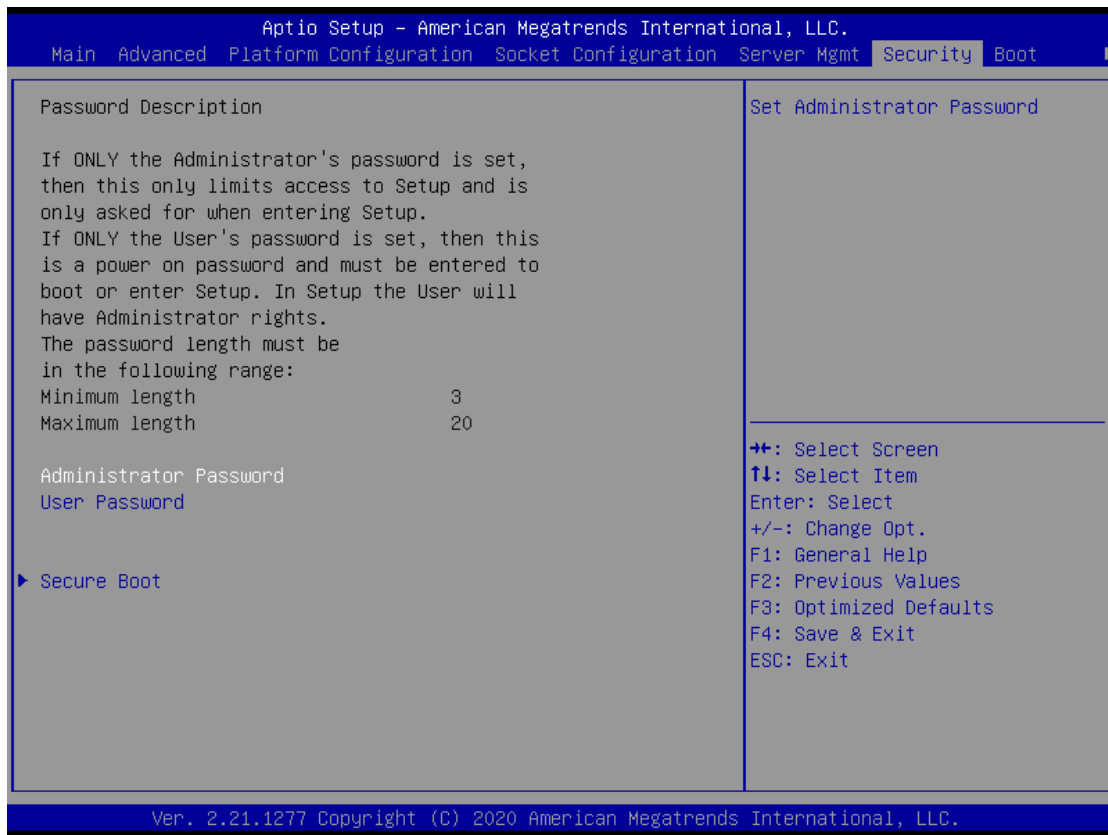 Aptio Setup – American Megatrends International, LLC.
Main Advanced Platform Configuration Socket Configuration Server Mgmt Security Boot
Password Description
If ONLY the Administrator's password is set,
then this only limits access to Setup and is
only asked for when entering Setup.
If ONLY the User's password is set, then this
is a power on password and must be entered to
boot or enter Setup. In Setup the User will
have Administrator rights.
The password length must be
in the following range:
Minimum length 3
Maximum length 20
Administrator Password
User Password
Secure Boot
Set Administrator Password
→←: Select Screen
↑↓: Select Item
Enter: Select
+/-: Change Opt.
F1: General Help
F2: Previous Values
F3: Optimized Defaults
F4: Save & Exit
ESC: Exit
Ver. 2.21.1277 Copyright (C) 2020 American Megatrends International, LLC.